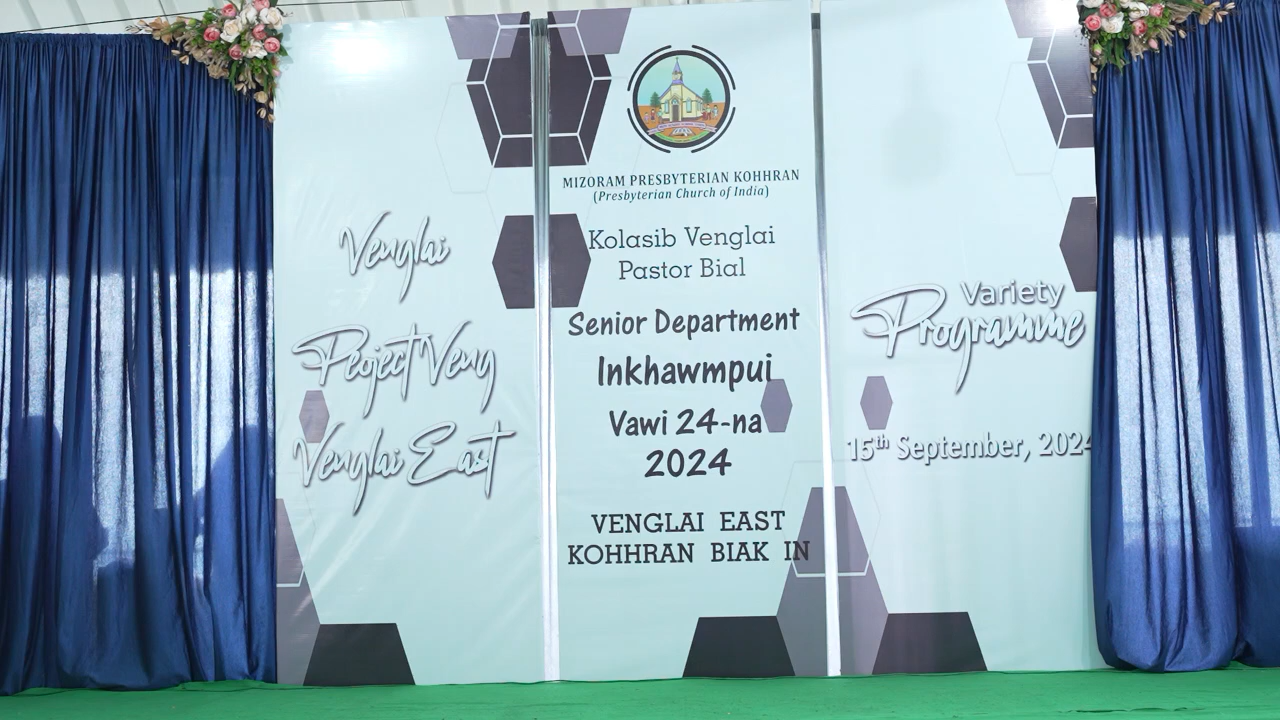 Venglai
Peoject Veng
Venglai East
MIZORAM PRESBYTERIAN KOHHRAN
(Presbyterian Church of India)
Kolasib Venglai
Pastor Bial
Senior Department
Inkhawmpui
Vawi 24-na
2024
VENGLAI EAST
KOHHRAN BIAK IN
Variety
Programme
15th September, 2024